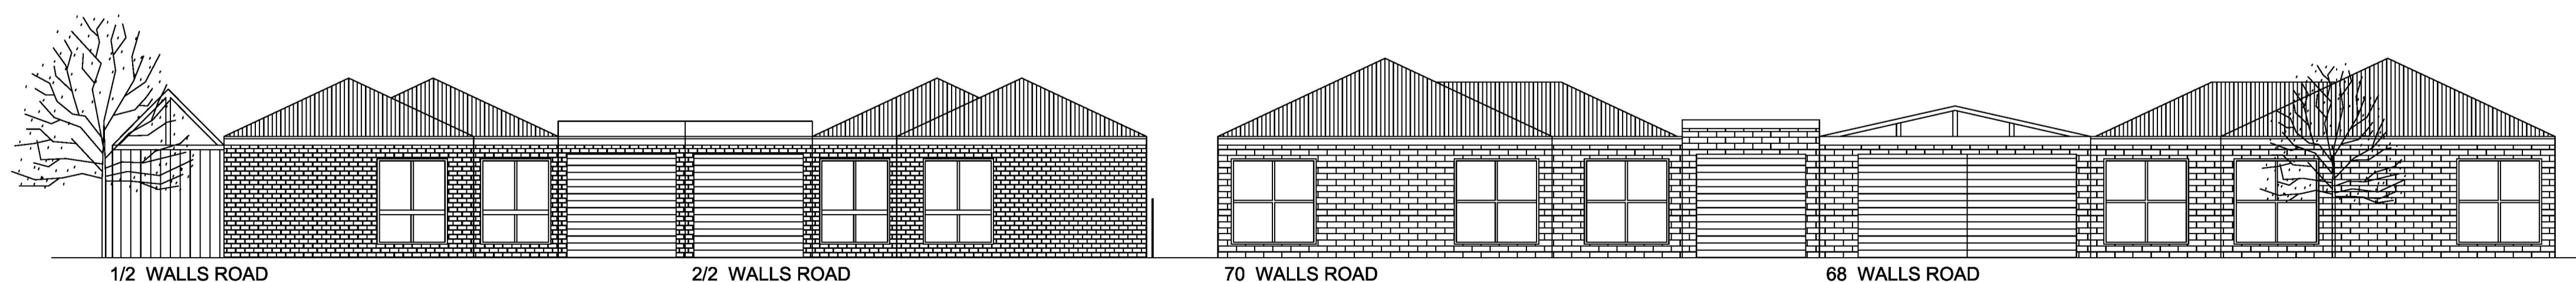 1/2 WALLS ROAD
2/2 WALLS ROAD
70 WALLS ROAD
68 WALLS ROAD